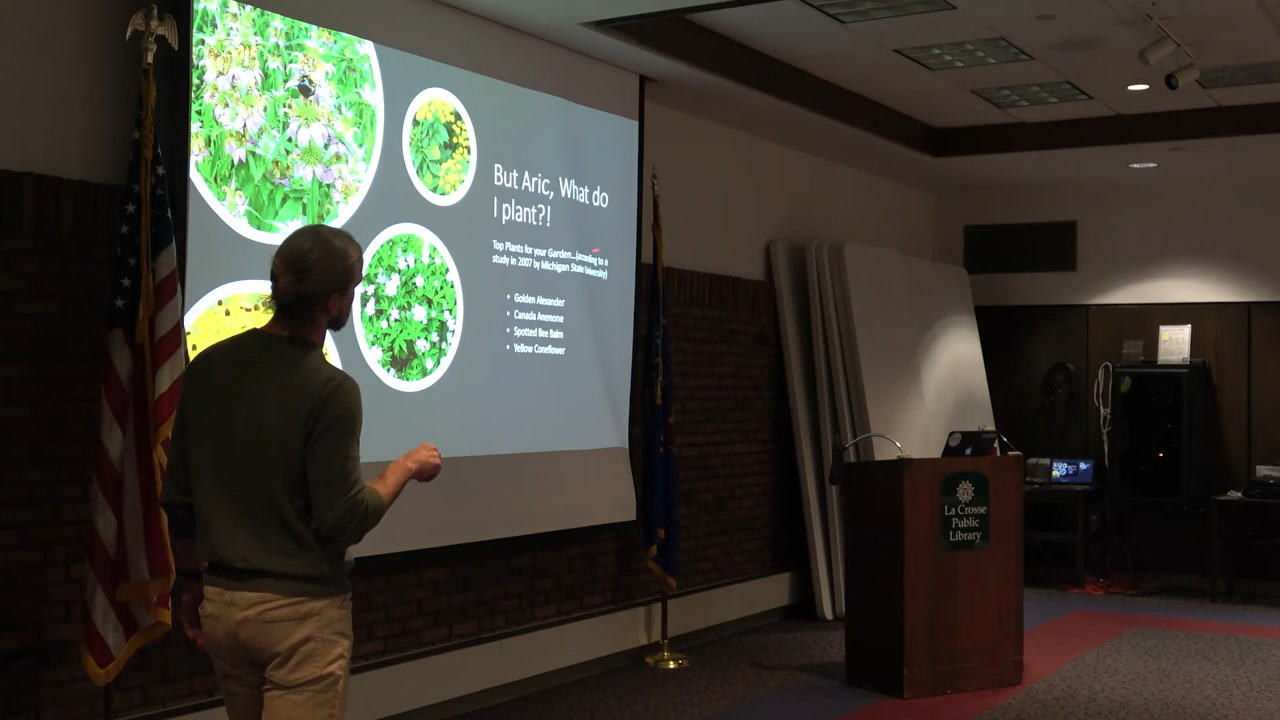 But Aric, What do
I plant?!
Top Plants for your Garden...(according to a
study in 2007 by Michigan State University)
• Golden Alexander
• Canada Anemone
• Spotted Bee Balm
• Yellow Coneflower
La Crosse
Public
Library